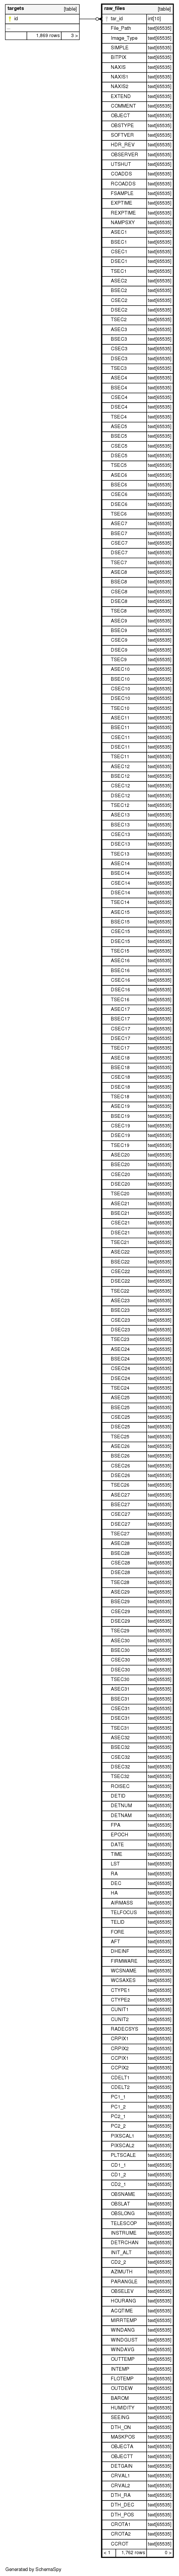 targets [table]
id
...
1,869 rows 3 >
raw_files [table]
tar_id int[10]
File_Path text[65535]
Image_Type text[65535]
SIMPLE text[65535]
BITPIX text[65535]
NAXIS text[65535]
NAXIS1 text[65535]
NAXIS2 text[65535]
EXTEND text[65535]
COMMENT text[65535]
OBJECT text[65535]
OBSTYPE text[65535]
SOFTVER text[65535]
HDR_REV text[65535]
OBSERVER text[65535]
UTSHUT text[65535]
COADDS text[65535]
RCOADDS text[65535]
FSAMPLE text[65535]
EXPTIME text[65535]
REXPTIME text[65535]
NAMPSXY text[65535]
ASEC1 text[65535]
BSEC1 text[65535]
CSEC1 text[65535]
DSEC1 text[65535]
TSEC1 text[65535]
ASEC2 text[65535]
BSEC2 text[65535]
CSEC2 text[65535]
DSEC2 text[65535]
TSEC2 text[65535]
ASEC3 text[65535]
BSEC3 text[65535]
CSEC3 text[65535]
DSEC3 text[65535]
TSEC3 text[65535]
ASEC4 text[65535]
BSEC4 text[65535]
CSEC4 text[65535]
DSEC4 text[65535]
TSEC4 text[65535]
ASEC5 text[65535]
BSEC5 text[65535]
CSEC5 text[65535]
DSEC5 text[65535]
TSEC5 text[65535]
ASEC6 text[65535]
BSEC6 text[65535]
CSEC6 text[65535]
DSEC6 text[65535]
TSEC6 text[65535]
ASEC7 text[65535]
BSEC7 text[65535]
CSEC7 text[65535]
DSEC7 text[65535]
TSEC7 text[65535]
ASEC8 text[65535]
BSEC8 text[65535]
CSEC8 text[65535]
DSEC8 text[65535]
TSEC8 text[65535]
ASEC9 text[65535]
BSEC9 text[65535]
CSEC9 text[65535]
DSEC9 text[65535]
TSEC9 text[65535]
ASEC10 text[65535]
BSEC10 text[65535]
CSEC10 text[65535]
DSEC10 text[65535]
TSEC10 text[65535]
ASEC11 text[65535]
BSEC11 text[65535]
CSEC11 text[65535]
DSEC11 text[65535]
TSEC11 text[65535]
ASEC12 text[65535]
BSEC12 text[65535]
CSEC12 text[65535]
DSEC12 text[65535]
TSEC12 text[65535]
ASEC13 text[65535]
BSEC13 text[65535]
CSEC13 text[65535]
DSEC13 text[65535]
TSEC13 text[65535]
ASEC14 text[65535]
BSEC14 text[65535]
CSEC14 text[65535]
DSEC14 text[65535]
TSEC14 text[65535]
ASEC15 text[65535]
BSEC15 text[65535]
CSEC15 text[65535]
DSEC15 text[65535]
TSEC15 text[65535]
ASEC16 text[65535]
BSEC16 text[65535]
CSEC16 text[65535]
DSEC16 text[65535]
TSEC16 text[65535]
ASEC17 text[65535]
BSEC17 text[65535]
CSEC17 text[65535]
DSEC17 text[65535]
TSEC17 text[65535]
ASEC18 text[65535]
BSEC18 text[65535]
CSEC18 text[65535]
DSEC18 text[65535]
TSEC18 text[65535]
ASEC19 text[65535]
BSEC19 text[65535]
CSEC19 text[65535]
DSEC19 text[65535]
TSEC19 text[65535]
ASEC20 text[65535]
BSEC20 text[65535]
CSEC20 text[65535]
DSEC20 text[65535]
TSEC20 text[65535]
ASEC21 text[65535]
BSEC21 text[65535]
CSEC21 text[65535]
DSEC21 text[65535]
TSEC21 text[65535]
ASEC22 text[65535]
BSEC22 text[65535]
CSEC22 text[65535]
DSEC22 text[65535]
TSEC22 text[65535]
ASEC23 text[65535]
BSEC23 text[65535]
CSEC23 text[65535]
DSEC23 text[65535]
TSEC23 text[65535]
ASEC24 text[65535]
BSEC24 text[65535]
CSEC24 text[65535]
DSEC24 text[65535]
TSEC24 text[65535]
ASEC25 text[65535]
BSEC25 text[65535]
CSEC25 text[65535]
DSEC25 text[65535]
TSEC25 text[65535]
ASEC26 text[65535]
BSEC26 text[65535]
CSEC26 text[65535]
DSEC26 text[65535]
TSEC26 text[65535]
ASEC27 text[65535]
BSEC27 text[65535]
CSEC27 text[65535]
DSEC27 text[65535]
TSEC27 text[65535]
ASEC28 text[65535]
BSEC28 text[65535]
CSEC28 text[65535]
DSEC28 text[65535]
TSEC28 text[65535]
ASEC29 text[65535]
BSEC29 text[65535]
CSEC29 text[65535]
DSEC29 text[65535]
TSEC29 text[65535]
ASEC30 text[65535]
BSEC30 text[65535]
CSEC30 text[65535]
DSEC30 text[65535]
TSEC30 text[65535]
ASEC31 text[65535]
BSEC31 text[65535]
CSEC31 text[65535]
DSEC31 text[65535]
TSEC31 text[65535]
ASEC32 text[65535]
BSEC32 text[65535]
CSEC32 text[65535]
DSEC32 text[65535]
TSEC32 text[65535]
ROISEC text[65535]
DETID text[65535]
DETNUM text[65535]
DETNAM text[65535]
FPA text[65535]
EPOCH text[65535]
DATE text[65535]
TIME text[65535]
LST text[65535]
RA text[65535]
DEC text[65535]
HA text[65535]
AIRMASS text[65535]
TELFOCUS text[65535]
TELID text[65535]
FORE text[65535]
AFT text[65535]
DHEINF text[65535]
FIRMWARE text[65535]
WCSNAME text[65535]
WCSAXES text[65535]
CTYPE1 text[65535]
CTYPE2 text[65535]
CUNIT1 text[65535]
CUNIT2 text[65535]
RADECSYS text[65535]
CRPIX1 text[65535]
CRPIX2 text[65535]
CCPIX1 text[65535]
CCPIX2 text[65535]
CDELT1 text[65535]
CDELT2 text[65535]
PC1_1 text[65535]
PC1_2 text[65535]
PC2_1 text[65535]
PC2_2 text[65535]
PIXSCAL1 text[65535]
PIXSCAL2 text[65535]
PLTSCALE text[65535]
CD1_1 text[65535]
CD1_2 text[65535]
CD2_1 text[65535]
OBSNAME text[65535]
OBSLAT text[65535]
OBSLONG text[65535]
TELESCOP text[65535]
INSTRUME text[65535]
DETRCHAN text[65535]
INIT_ALT text[65535]
CD2_2 text[65535]
AZIMUTH text[65535]
PARANGLE text[65535]
OBSELEV text[65535]
HOURANG text[65535]
ACQTIME text[65535]
MIRRTEMP text[65535]
WINDANG text[65535]
WINDGUST text[65535]
WINDAVG text[65535]
OUTTEMP text[65535]
INTEMP text[65535]
FLOTEMP text[65535]
OUTDEW text[65535]
BAROM text[65535]
HUMIDITY text[65535]
SEEING text[65535]
DTH_ON text[65535]
MASKPOS text[65535]
OBJECTA text[65535]
OBJECTT text[65535]
DETGAIN text[65535]
CRVAL1 text[65535]
CRVAL2 text[65535]
DTH_RA text[65535]
DTH_DEC text[65535]
DTH_POS text[65535]
CROTA1 text[65535]
CROTA2 text[65535]
CCROT text[65535]
< 1 1,762 rows 0 >
Generated by SchemaSpy